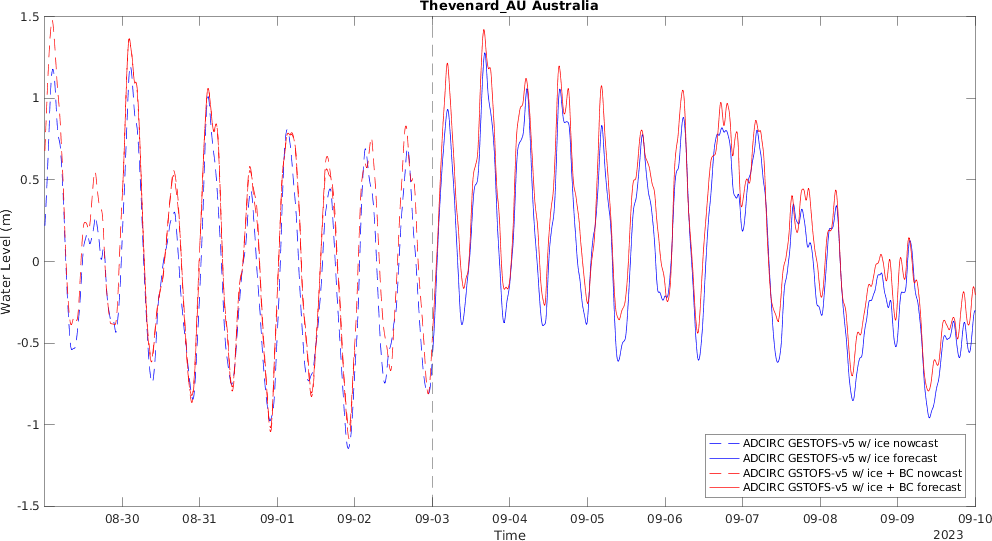 Thevenard_AU Australia
Water Level (m)
1.5
1
0.5
0
-0.5
-1
-1.5
ADCIRC GESTOFS-v5 w/ ice nowcast
ADCIRC GESTOFS-v5 w/ ice forecast
ADCIRC GSTOFS-v5 w/ ice + BC nowcast
ADCIRC GSTOFS-v5 w/ ice + BC forecast
08-30 08-31 09-01 09-02 09-03 09-04 09-05 09-06 09-07 09-08 09-09 09-10
Time
2023